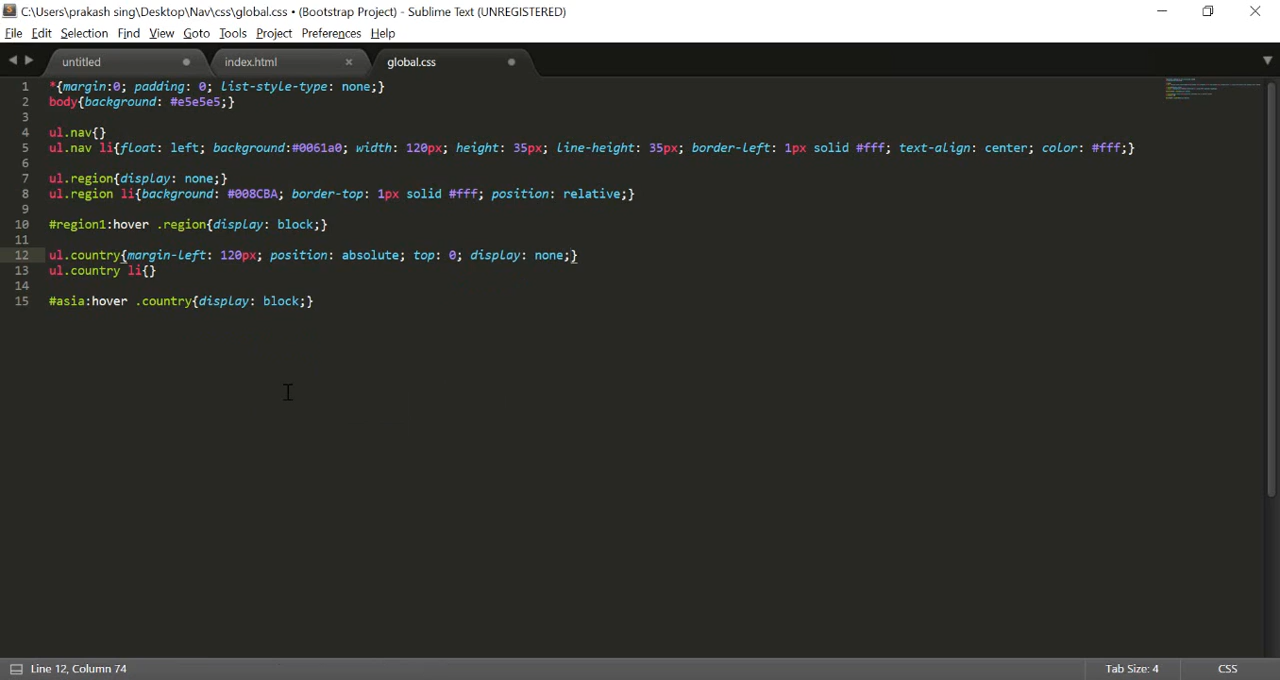 C:\Users\prakash sing\Desktop\Nav\css\global.css • (Bootstrap Project) - Sublime Text (UNREGISTERED)
File Edit Selection Find View Goto Tools Project Preferences Help
untitled index.html × global.css
1 *{margin:0; padding: 0; list-style-type: none;}
2 body{background: #e5e5e5;}
3
4 ul.nav{}
5 ul.nav li{float: left; background:#0061a0; width: 120px; height: 35px; line-height: 35px; border-left: 1px solid #fff; text-align: center; color: #fff;}
6
7 ul.region{display: none;}
8 ul.region li{background: #008CBA; border-top: 1px solid #fff; position: relative;}
9
10 #region1:hover .region{display: block;}
11
12 ul.country{margin-left: 120px; position: absolute; top: 0; display: none;}
13 ul.country li{}
14
15 #asia:hover .country{display: block;}
Line 12, Column 74 Tab Size: 4 CSS